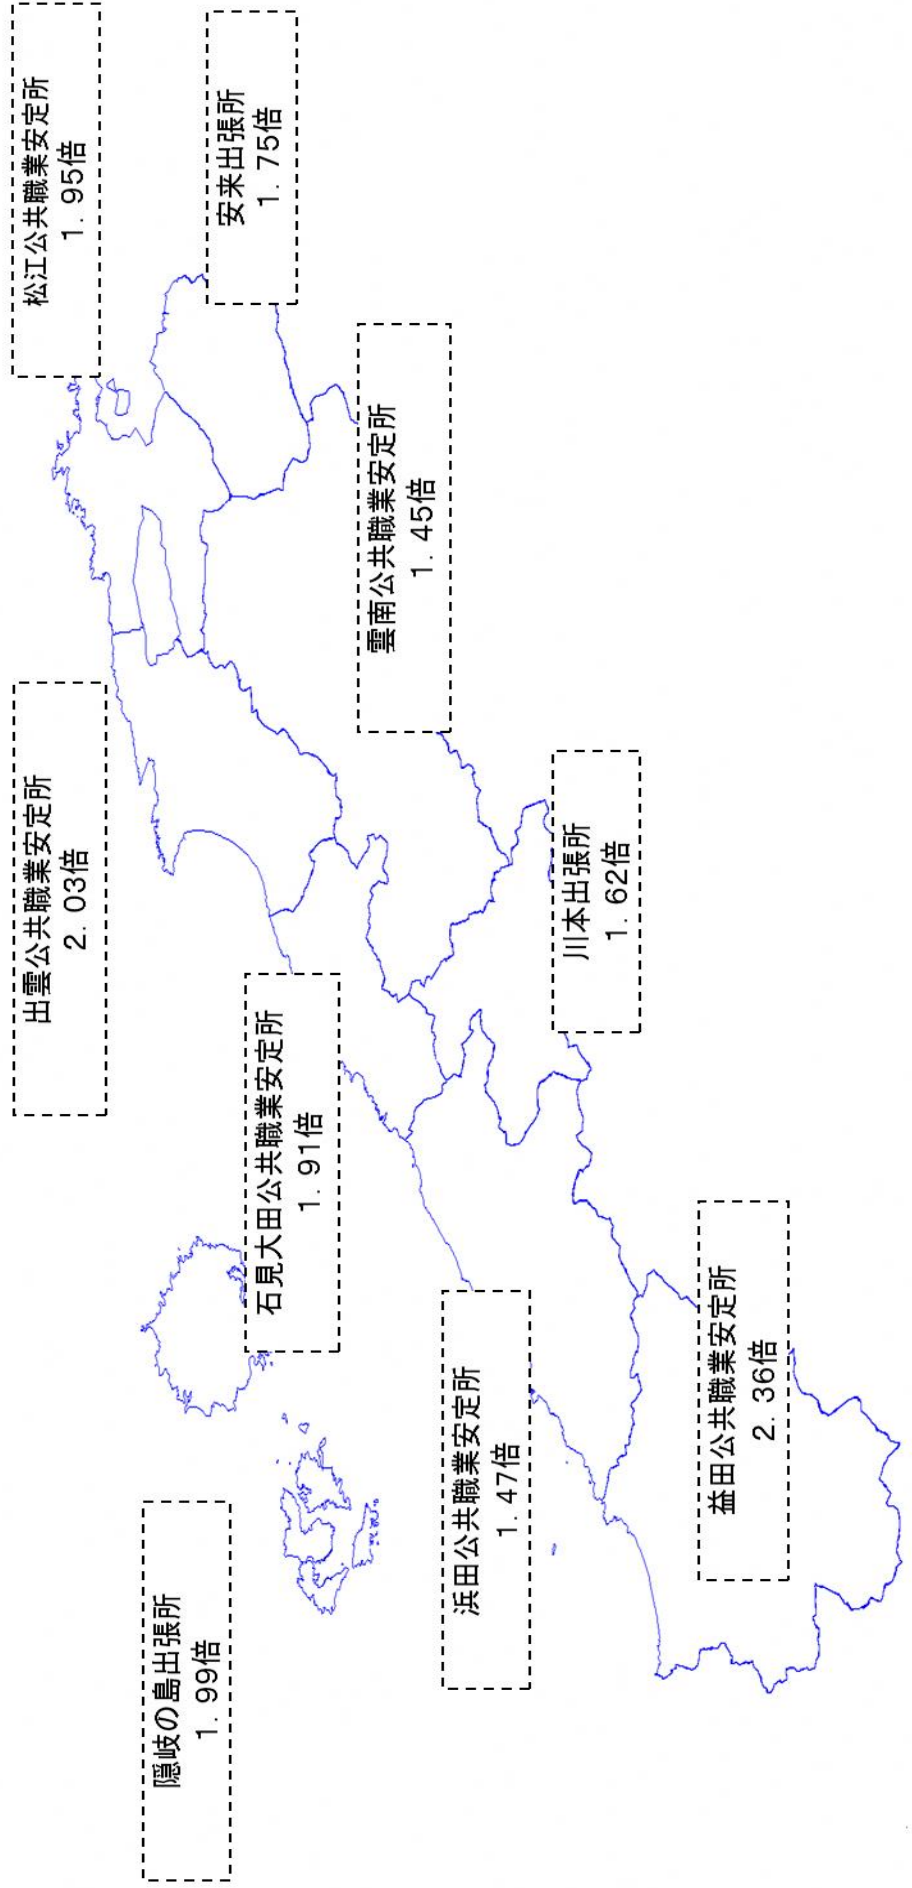 松江公共職業安定所
1．95倍
安来出張所
1．75倍
出雲公共職業安定所
2．03倍
雲南公共職業安定所
1．45倍
石見大田公共職業安定所
1．91倍
川本出張所
1．62倍
隠岐の島出張所
1．99倍
浜田公共職業安定所
1．47倍
益田公共職業安定所
2．36倍